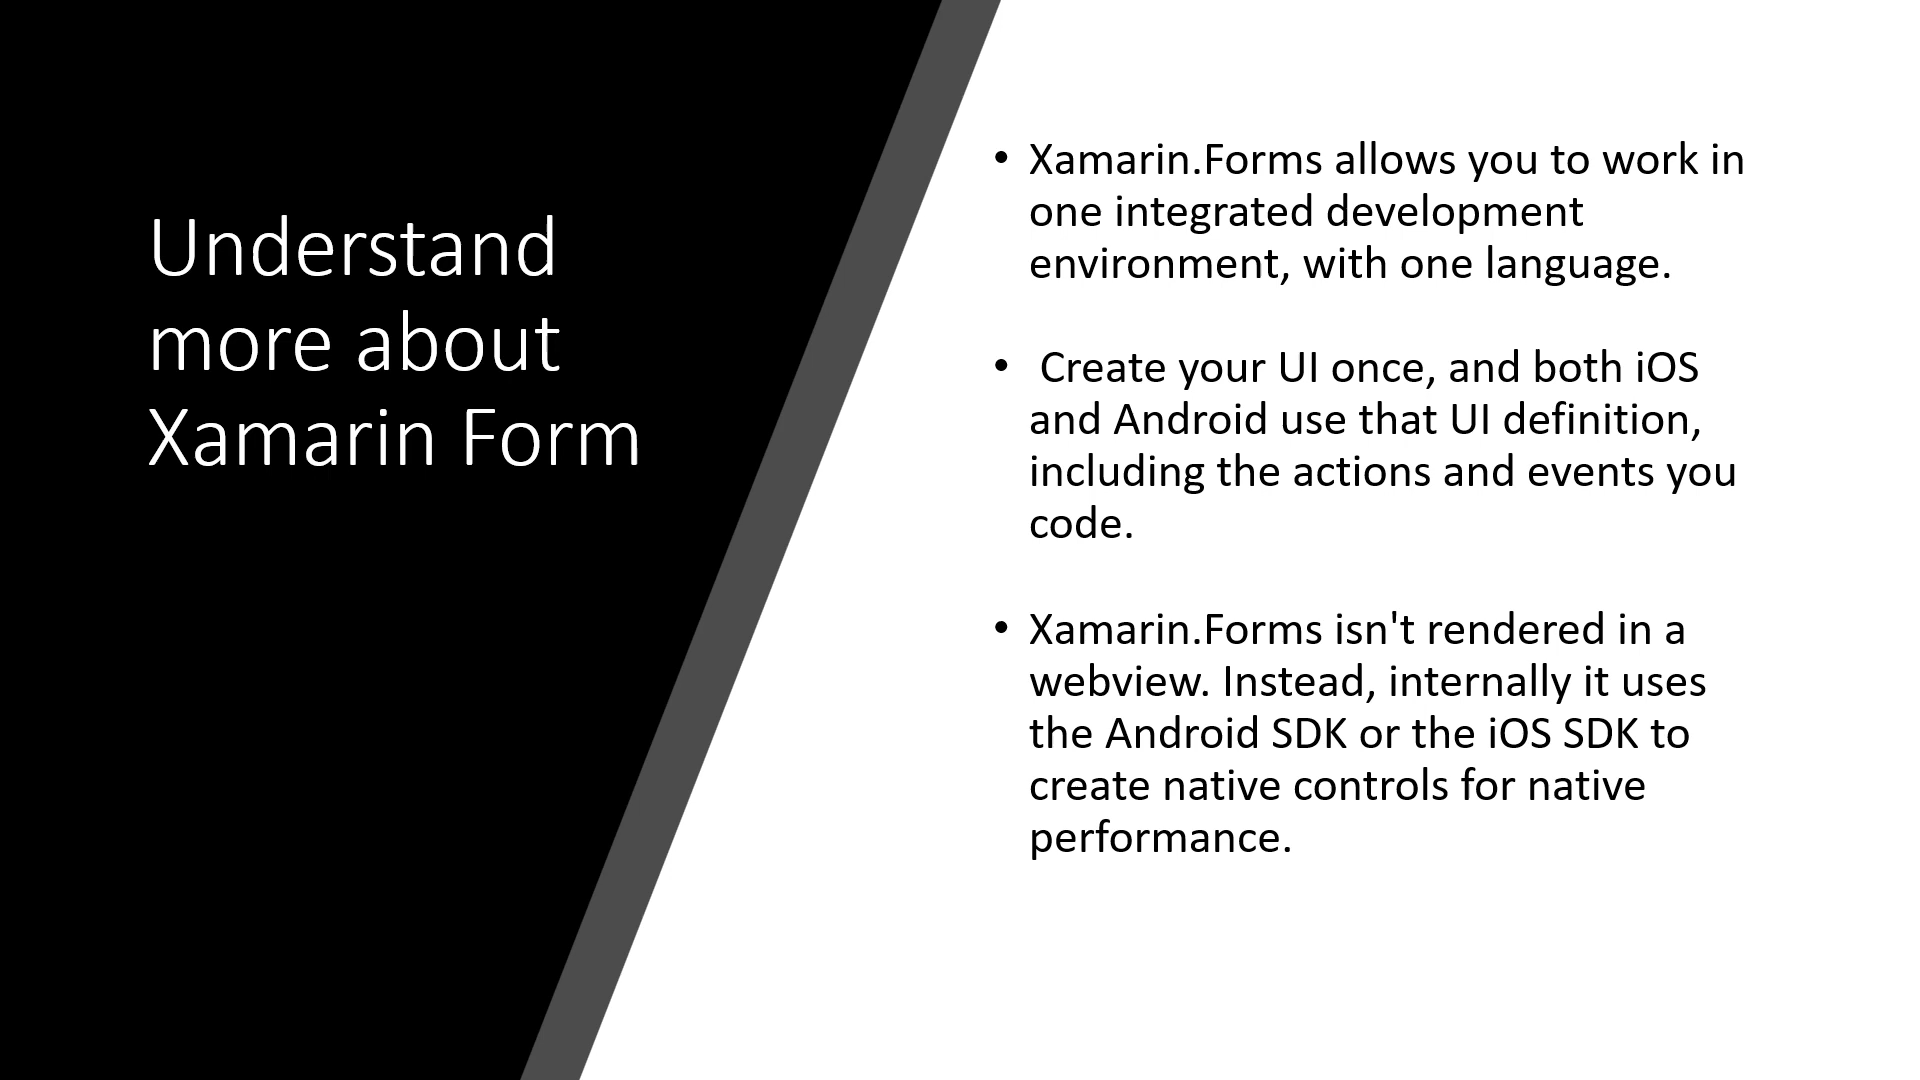 Understand
more about
Xamarin Form
• Xamarin.Forms allows you to work in
one integrated development
environment, with one language.
• Create your UI once, and both iOS
and Android use that UI definition,
including the actions and events you
code.
• Xamarin.Forms isn't rendered in a
webview. Instead, internally it uses
the Android SDK or the iOS SDK to
create native controls for native
performance.